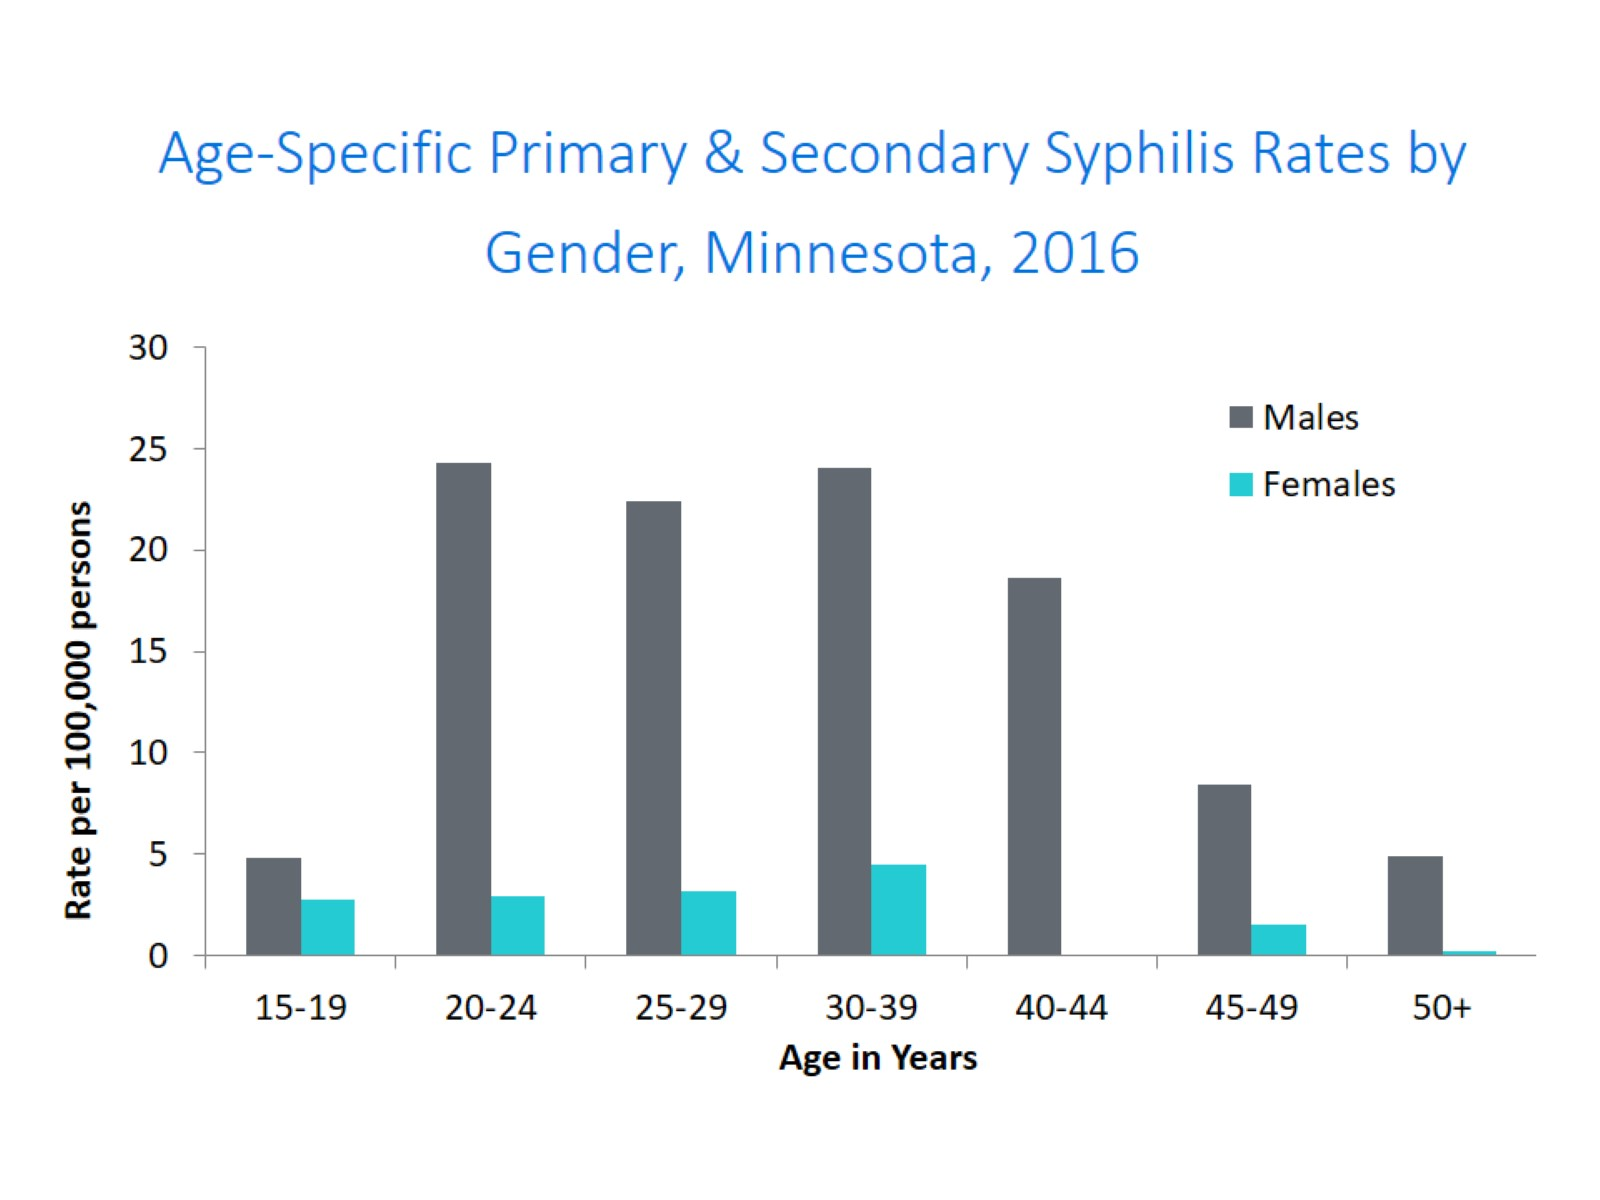 Age-Specific Primary & Secondary Syphilis Rates by
Gender, Minnesota, 2016
30
25
20
15
10
5
0
Rate per 100,000 persons
Males
Females
15-19
20-24
25-29
30-39
40-44
45-49
50+
Age in Years